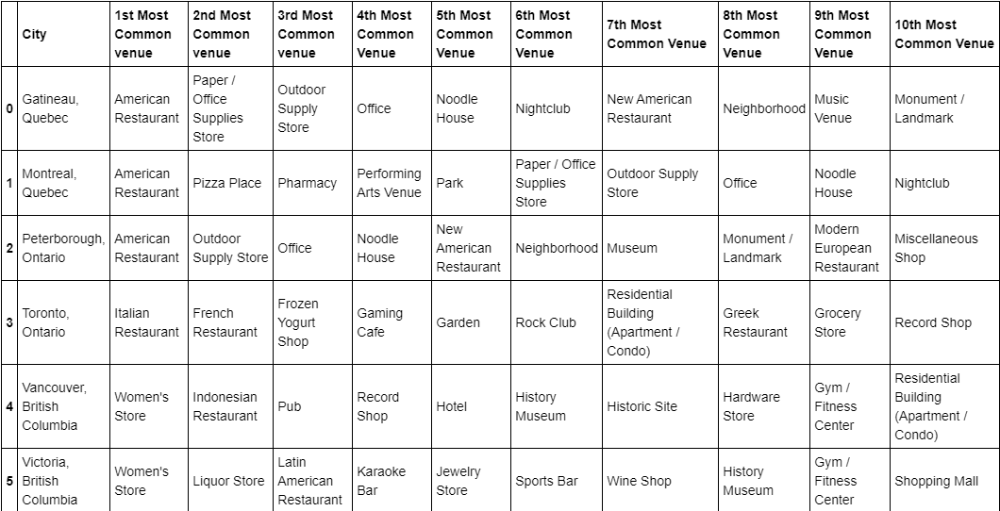 City 1st Most Common venue 2nd Most Common venue 3rd Most Common venue 4th Most Common Venue 5th Most Common Venue 6th Most Common Venue 7th Most Common Venue 8th Most Common Venue 9th Most Common Venue 10th Most Common Venue
0 Gatineau, Quebec American Restaurant Paper / Office Supplies Store Outdoor Supply Store Office Noodle House Nightclub New American Restaurant Neighborhood Music Venue Monument / Landmark
1 Montreal, Quebec American Restaurant Pizza Place Pharmacy Performing Arts Venue Park Paper / Office Supplies Store Outdoor Supply Store Office Noodle House Nightclub
2 Peterborough, Ontario American Restaurant Outdoor Supply Store Office Noodle House New American Restaurant Neighborhood Museum Monument / Landmark Modern European Restaurant Miscellaneous Shop
3 Toronto, Ontario Italian Restaurant French Restaurant Frozen Yogurt Shop Gaming Cafe Garden Rock Club Residential Building (Apartment / Condo) Greek Restaurant Grocery Store Record Shop
4 Vancouver, British Columbia Women's Store Indonesian Restaurant Pub Record Shop Hotel History Museum Historic Site Hardware Store Gym / Fitness Center Residential Building (Apartment / Condo)
5 Victoria, British Columbia Women's Store Liquor Store Latin American Restaurant Karaoke Bar Jewelry Store Sports Bar Wine Shop History Museum Gym / Fitness Center Shopping Mall